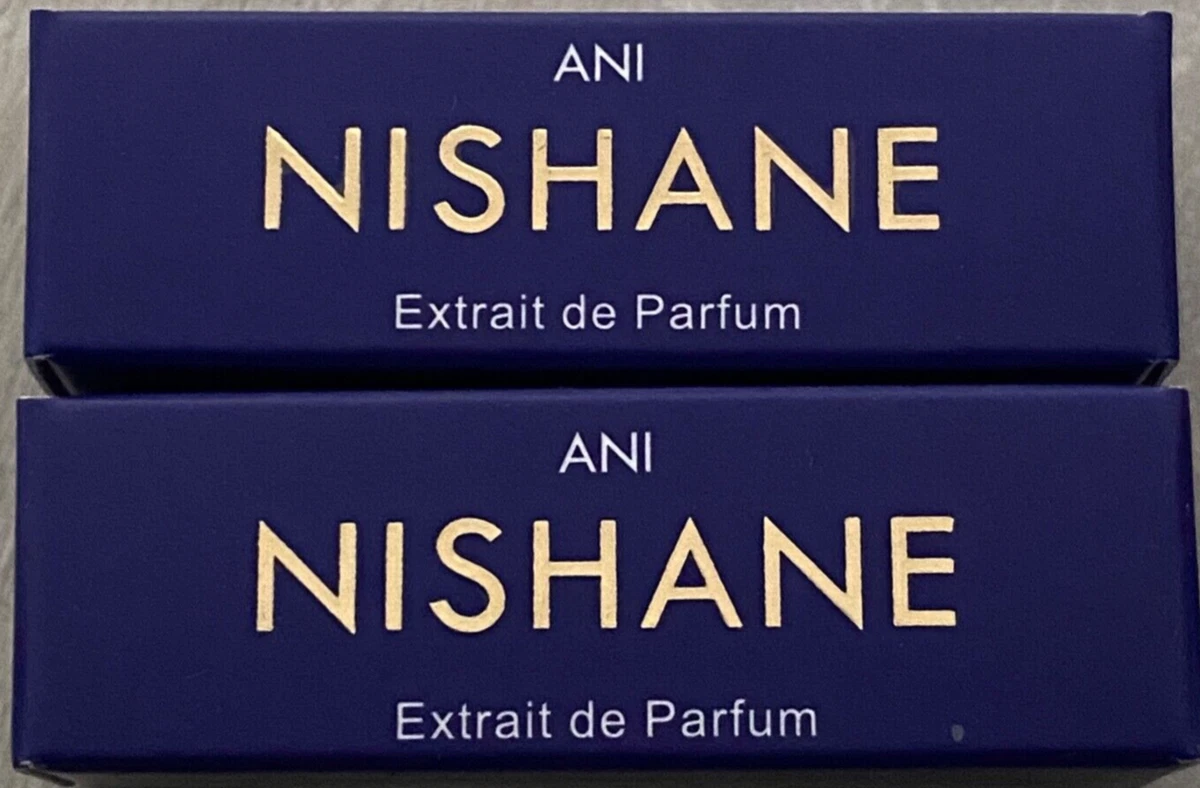 ANI
NISHANE
Extrait de Parfum
ANI
NISHANE
Extrait de Parfum